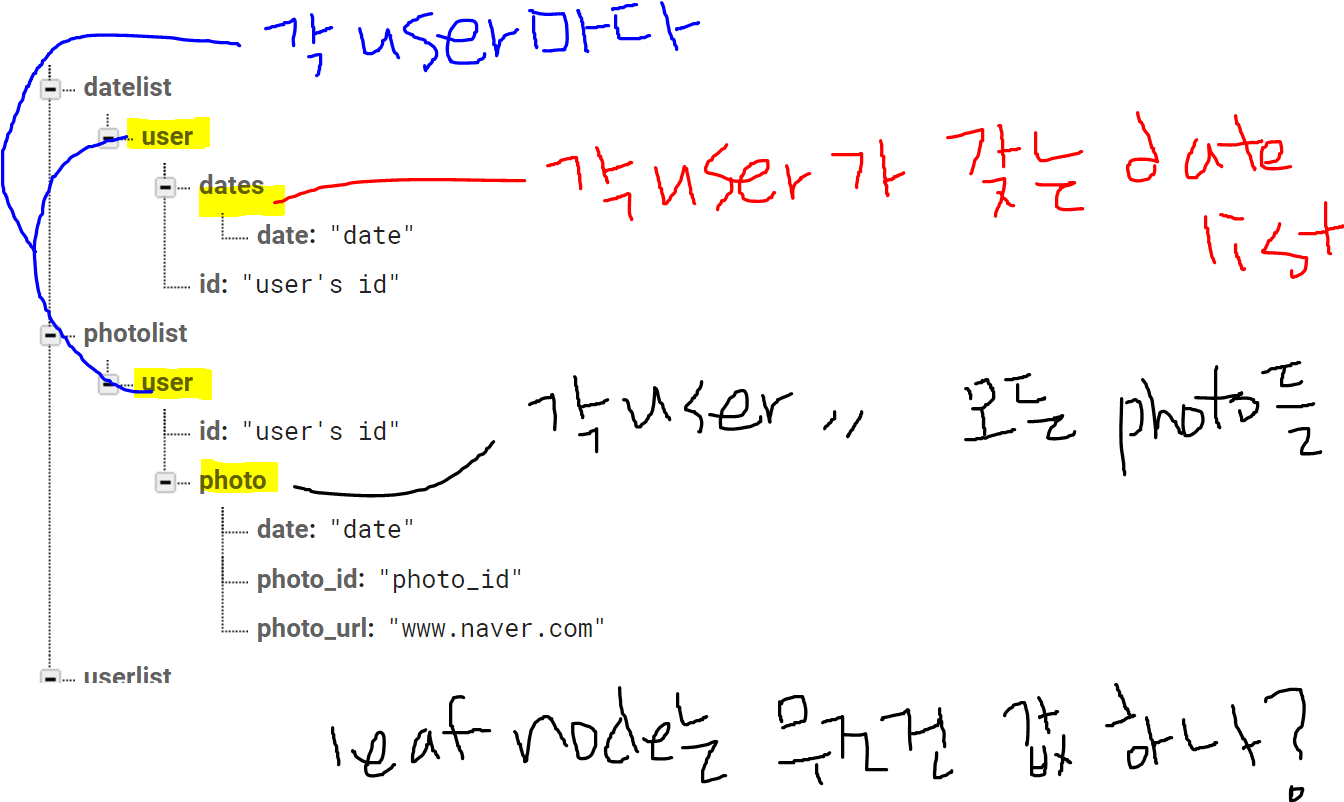 각 user마다
datelist
user
dates
각 user가 갖는 date
list
date: "date"
id: "user's id"
photolist
user
id: "user's id"
각 user 〃 모든 photo들
photo
date: "date"
photo_id: "photo_id"
photo_url: "www.naver.com"
userlist
leaf node는 무조건 값 하나?